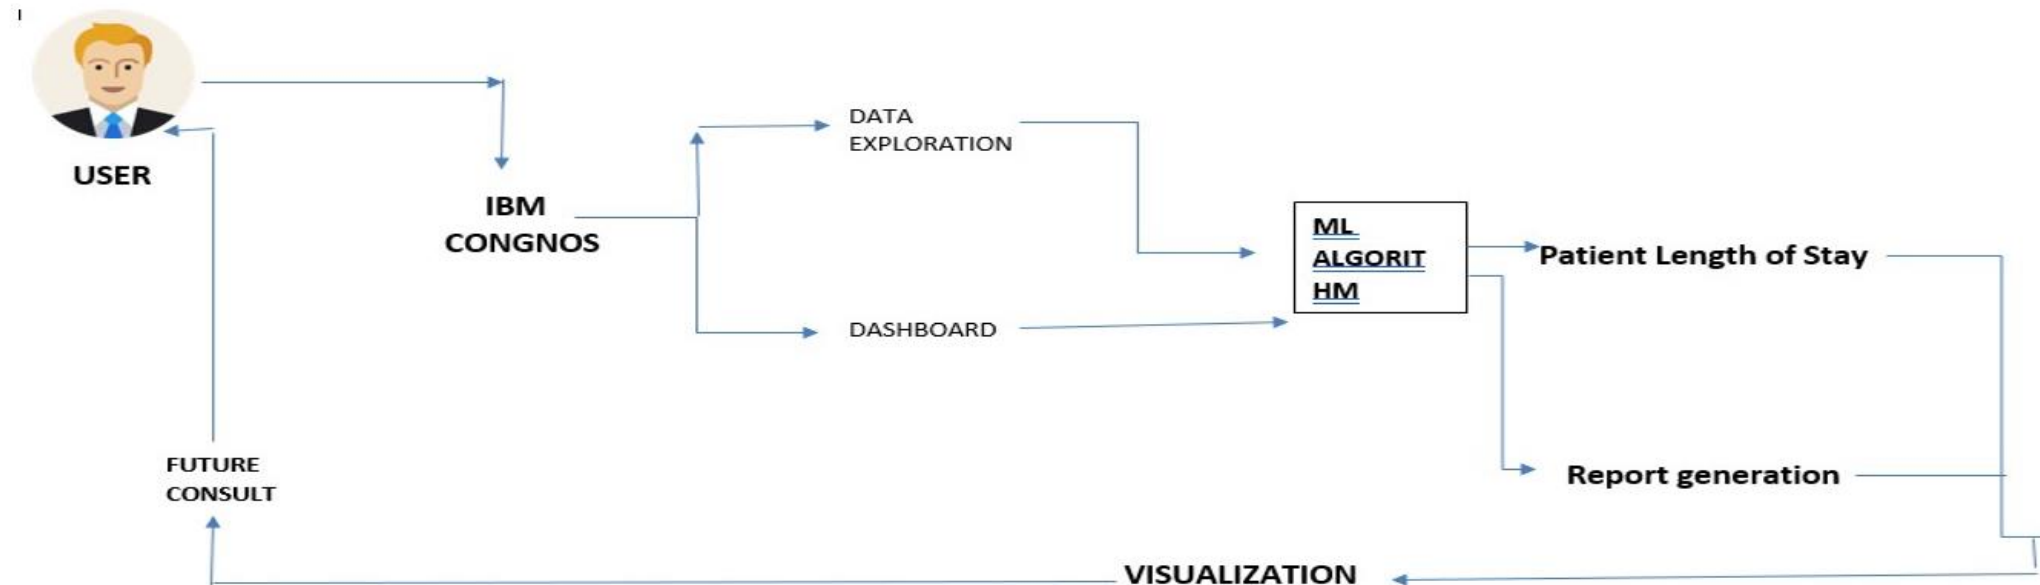 USER
IBM
CONGNOS
DATA
EXPLORATION
DASHBOARD
ML
ALGORIT
HM
Patient Length of Stay
Report generation
FUTURE
CONSULT
VISUALIZATION